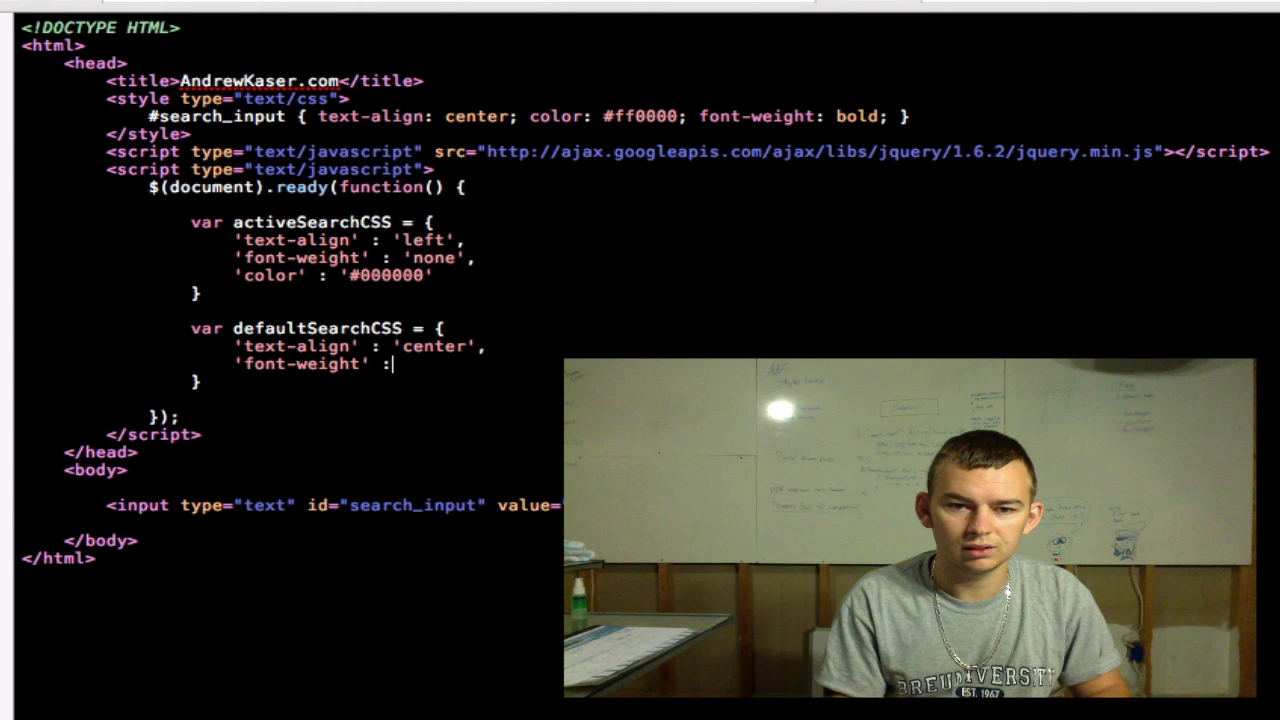 <!DOCTYPE HTML>
<html>
<head>
<title>AndrewKaser.com</title>
<style type="text/css">
#search_input { text-align: center; color: #ff0000; font-weight: bold; }
</style>
<script type="text/javascript" src="http://ajax.googleapis.com/ajax/libs/jquery/1.6.2/jquery.min.js"></script>
<script type="text/javascript">
$(document).ready(function() {
var activeSearchCSS = {
'text-align' : 'left',
'font-weight' : 'none',
'color' : '#000000'
}
var defaultSearchCSS = {
'text-align' : 'center',
'font-weight' :
}
});
</script>
</head>
<body>
<input type="text" id="search_input" value="
</body>
</html>
BREUDIVERSITY
EST. 1967